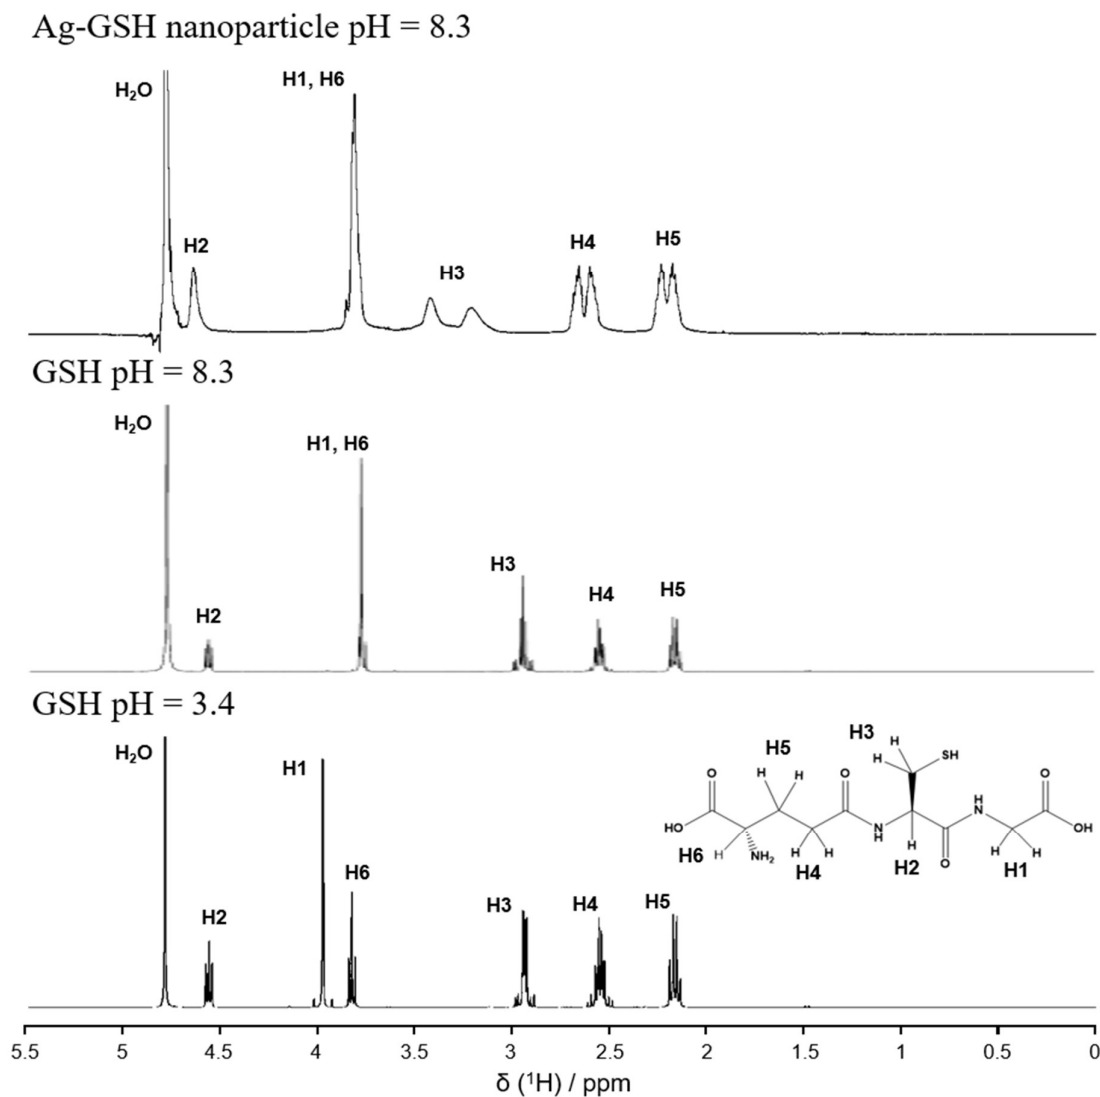 Ag-GSH nanoparticle pH = 8.3
H₂O
H1, H6
H2
H3
H4
H5
GSH pH = 8.3
H₂O
H1, H6
H2
H3
H4
H5
GSH pH = 3.4
H₂O
H1
H6
H2
H3
H4
H5
H5
H3
H
H
SH
O
H
H
O
H
N
O
HO
N
H
OH
H6
H
NH₂
H
H
H
H
H
H4
H2
O
H1
5.5 5 4.5 4 3.5 3 2.5 2 1.5 1 0.5 0
δ (¹H) / ppm